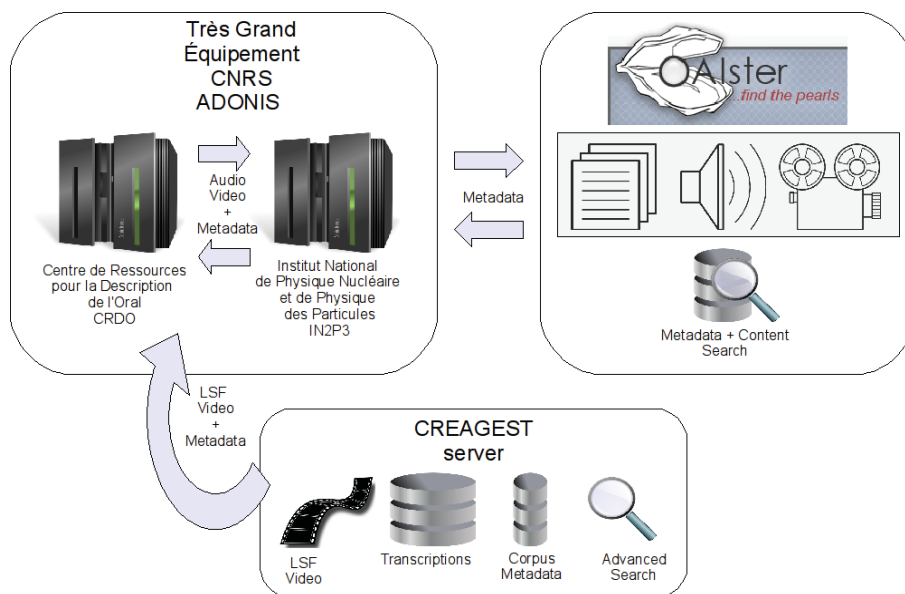 Très Grand
Équipement
CNRS
ADONIS
Audio
Video
+
Metadata
Centre de Ressources
pour la Description
de l'Oral
CRDO
Institut National
de Physique Nucléaire
et de Physique
des Particules
IN2P3
Metadata
Alster
...find the pearls
Metadata + Content
Search
LSF
Video
+
Metadata
CREAGEST
server
LSF
Video
Transcriptions
Corpus
Metadata
Advanced
Search